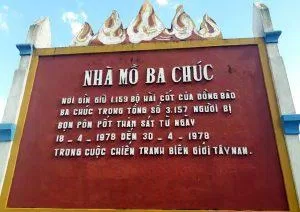 NHÀ MỒ BA CHÚC
NƠI GÌN GIỮ 1.159 BỘ HÀI CỐT CỦA ĐỒNG BÀO
BA CHÚC TRONG TỔNG SỐ 3.157 NGƯỜI BỊ
BỌN PÔN PỐT THẢM SÁT TỪ NGÀY
18 - 4 - 1978 ĐẾN 30 - 4 - 1978
TRONG CUỘC CHIẾN TRANH BIÊN GIỚI TÂY NAM.